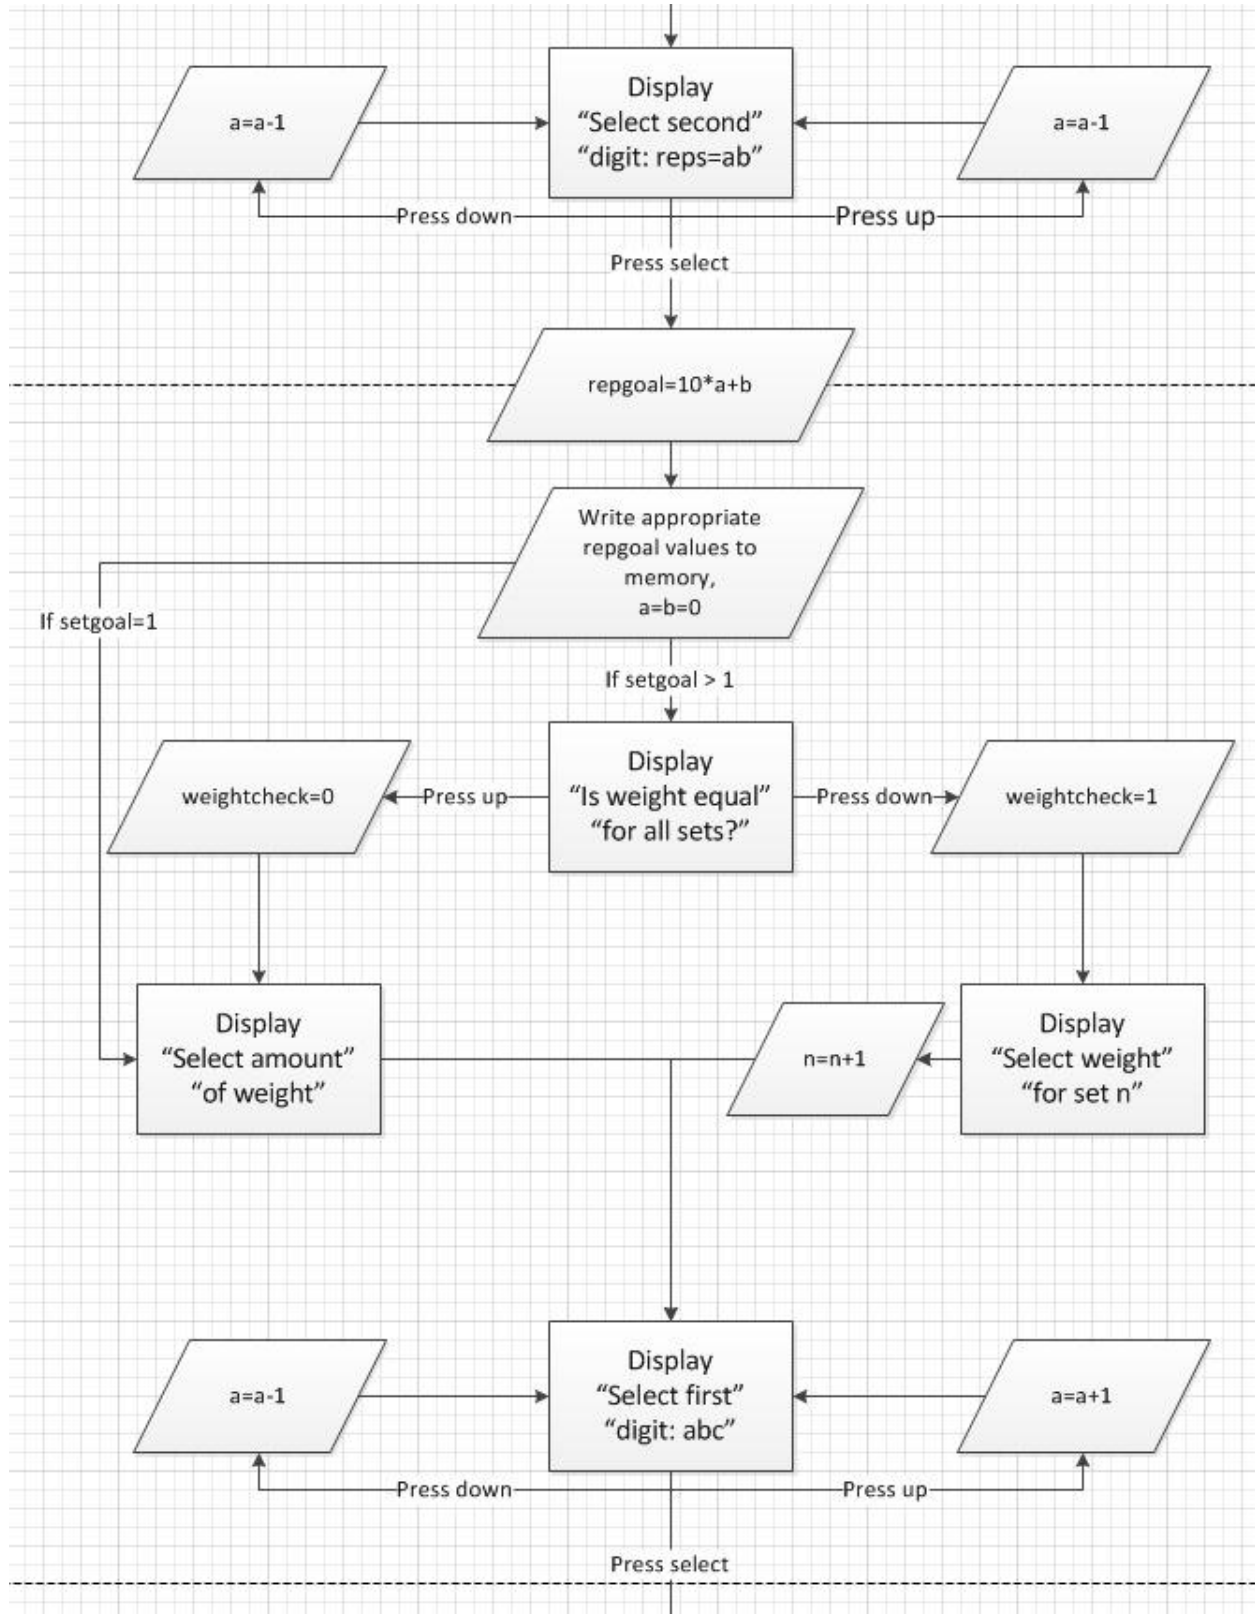 Display
“Select second”
“digit: reps=ab”
a=a-1
a=a-1
Press down
Press up
Press select
repgoal=10*a+b
Write appropriate
repgoal values to
memory,
a=b=0
If setgoal=1
If setgoal > 1
Display
“Is weight equal”
“for all sets?”
weightcheck=0
Press up
Press down
weightcheck=1
Display
“Select amount”
“of weight”
n=n+1
Display
“Select weight”
“for set n”
Display
“Select first”
“digit: abc”
a=a-1
a=a+1
Press down
Press up
Press select